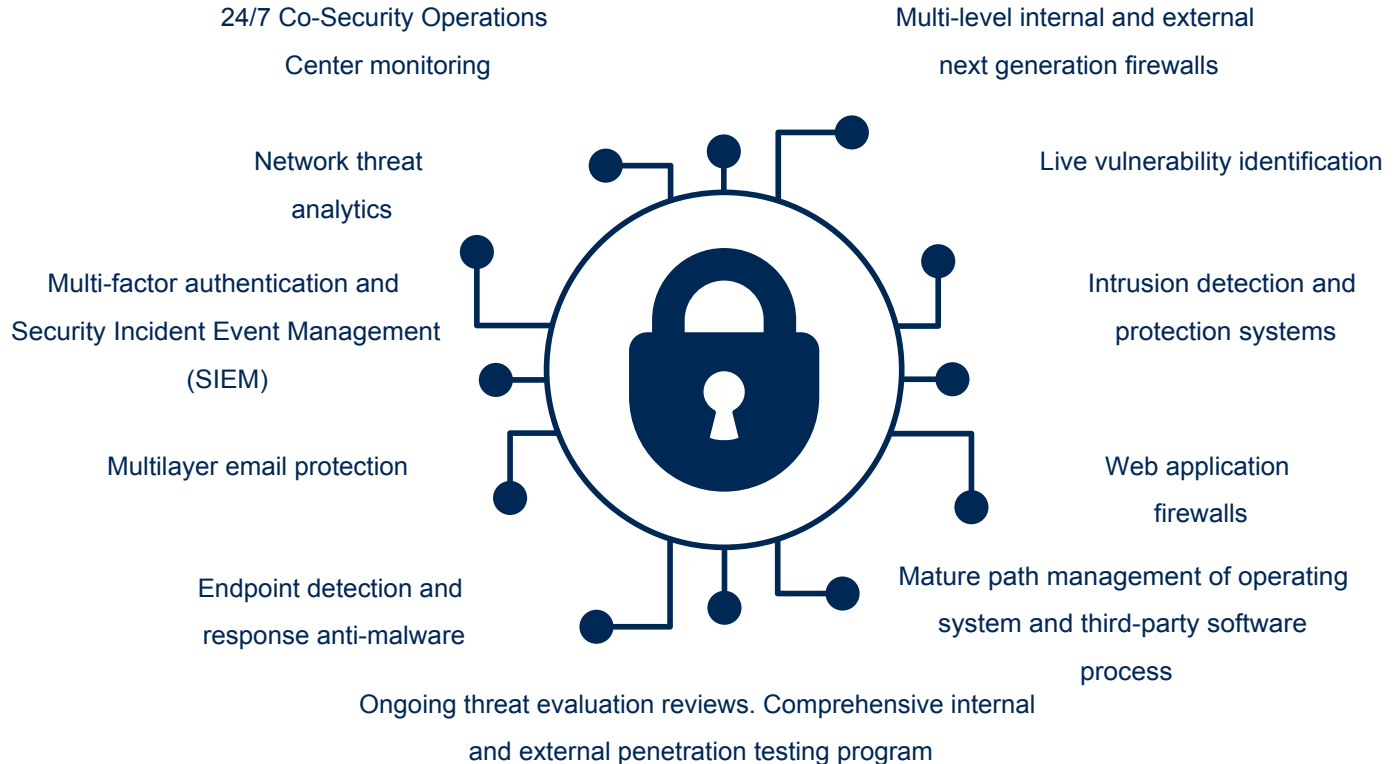 24/7 Co-Security Operations
Center monitoring
Multi-level internal and external
next generation firewalls
Network threat
analytics
Live vulnerability identification
Multi-factor authentication and
Security Incident Event Management
(SIEM)
Intrusion detection and
protection systems
Multilayer email protection
Web application
firewalls
Endpoint detection and
response anti-malware
Mature path management of operating
system and third-party software
process
Ongoing threat evaluation reviews. Comprehensive internal
and external penetration testing program